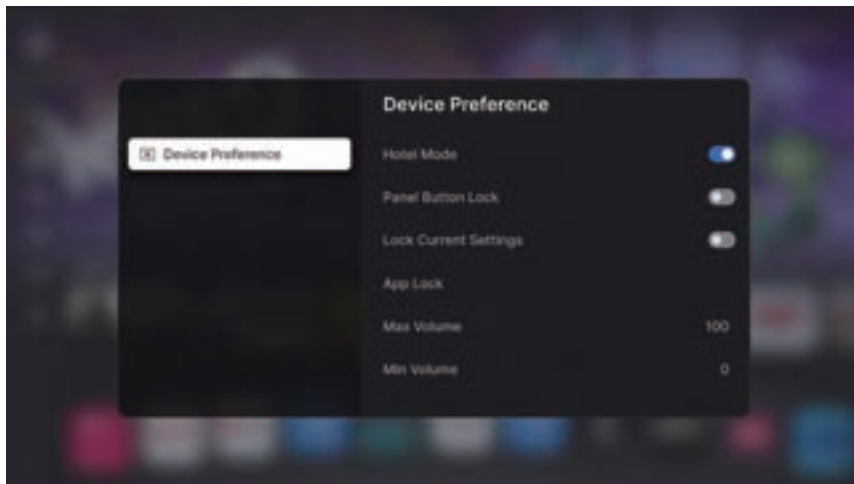 Device Preference
Device Preference
Hotel Mode
Panel Button Lock
Lock Current Settings
App Lock
Max Volume 100
Min Volume 0